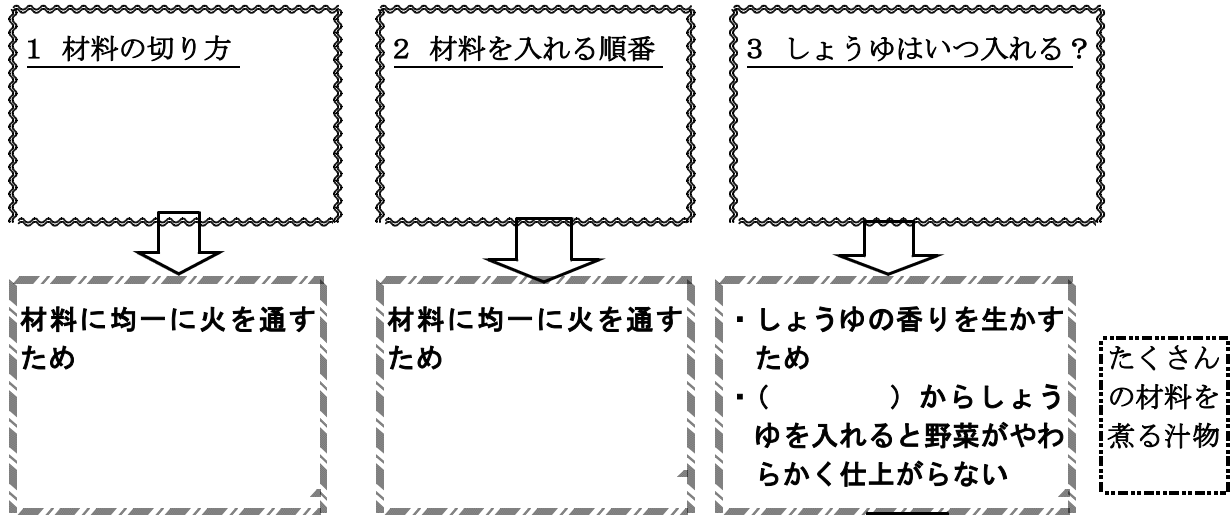 1 材料の切り方
2 材料を入れる順番
3 しょうゆはいつ入れる？
材料に均一に火を通す
ため
材料に均一に火を通す
ため
・しょうゆの香りを生かす
ため
・（　　　　）からしょう
ゆを入れると野菜がやわ
らかく仕上がらない
たくさん
の材料を
煮る汁物